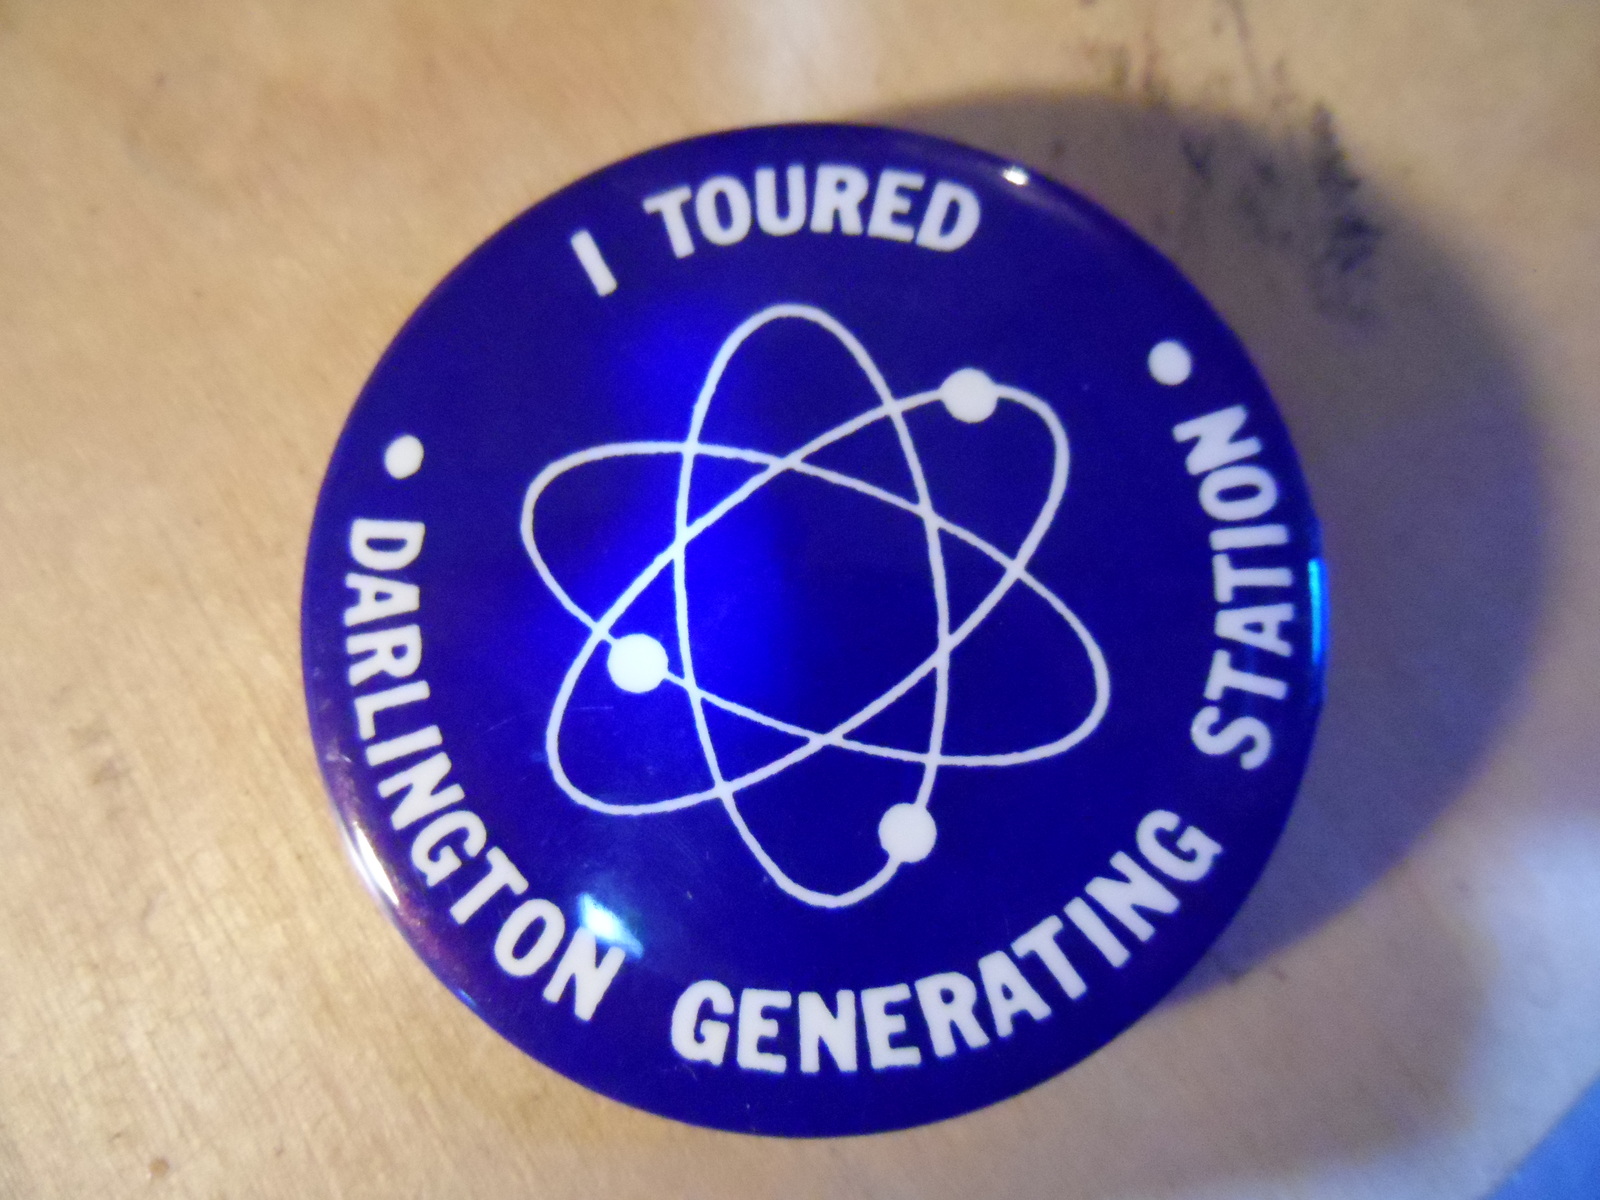 I TOURED
• DARLINGTON GENERATING STATION •